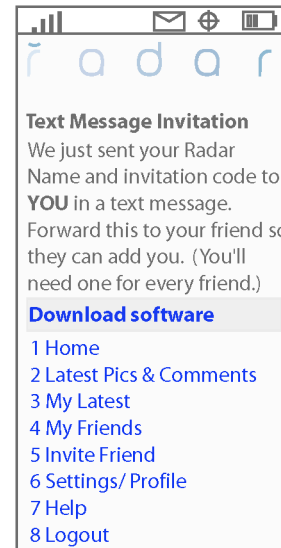 řadar
Text Message Invitation
We just sent your Radar
Name and invitation code to
YOU in a text message.
Forward this to your friend
they can add you. (You'll
need one for every friend.)
Download software
1 Home
2 Latest Pics & Comments
3 My Latest
4 My Friends
5 Invite Friend
6 Settings/ Profile
7 Help
8 Logout